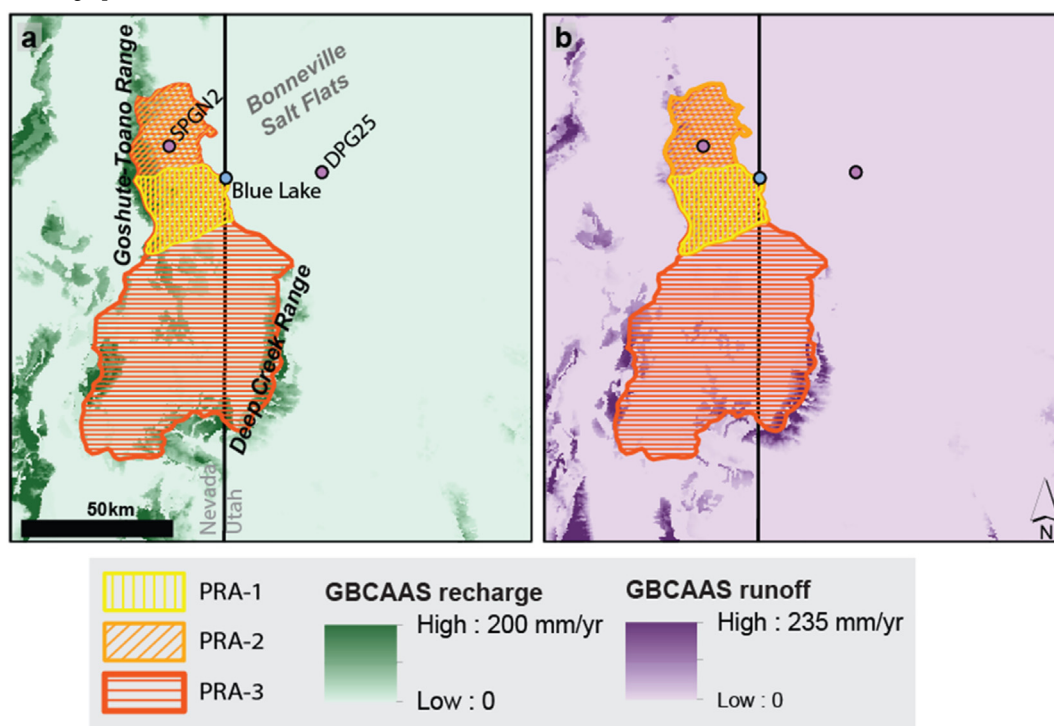 a
Goshute-Toano Range
Bonneville
Salt Flats
SPGN2
DPG25
Blue Lake
Deep Creek Range
50km
Nevada
Utah
b
N
PRA-1
PRA-2
PRA-3
GBCAAS recharge
High : 200 mm/yr
Low : 0
GBCAAS runoff
High : 235 mm/yr
Low : 0